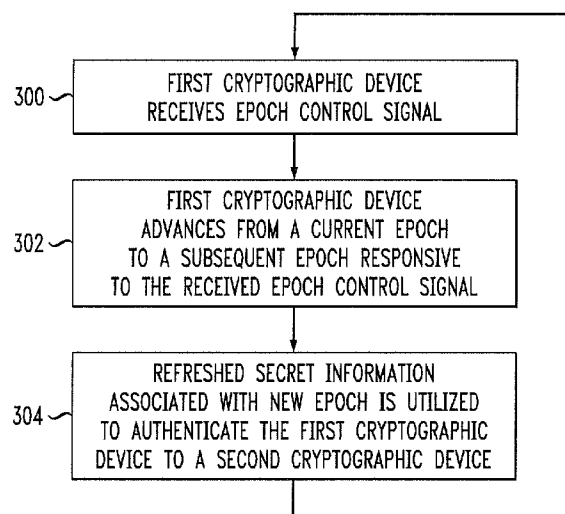 300
FIRST CRYPTOGRAPHIC DEVICE
RECEIVES EPOCH CONTROL SIGNAL
302
FIRST CRYPTOGRAPHIC DEVICE
ADVANCES FROM A CURRENT EPOCH
TO A SUBSEQUENT EPOCH RESPONSIVE
TO THE RECEIVED EPOCH CONTROL SIGNAL
304
REFRESHED SECRET INFORMATION
ASSOCIATED WITH NEW EPOCH IS UTILIZED
TO AUTHENTICATE THE FIRST CRYPTOGRAPHIC
DEVICE TO A SECOND CRYPTOGRAPHIC DEVICE